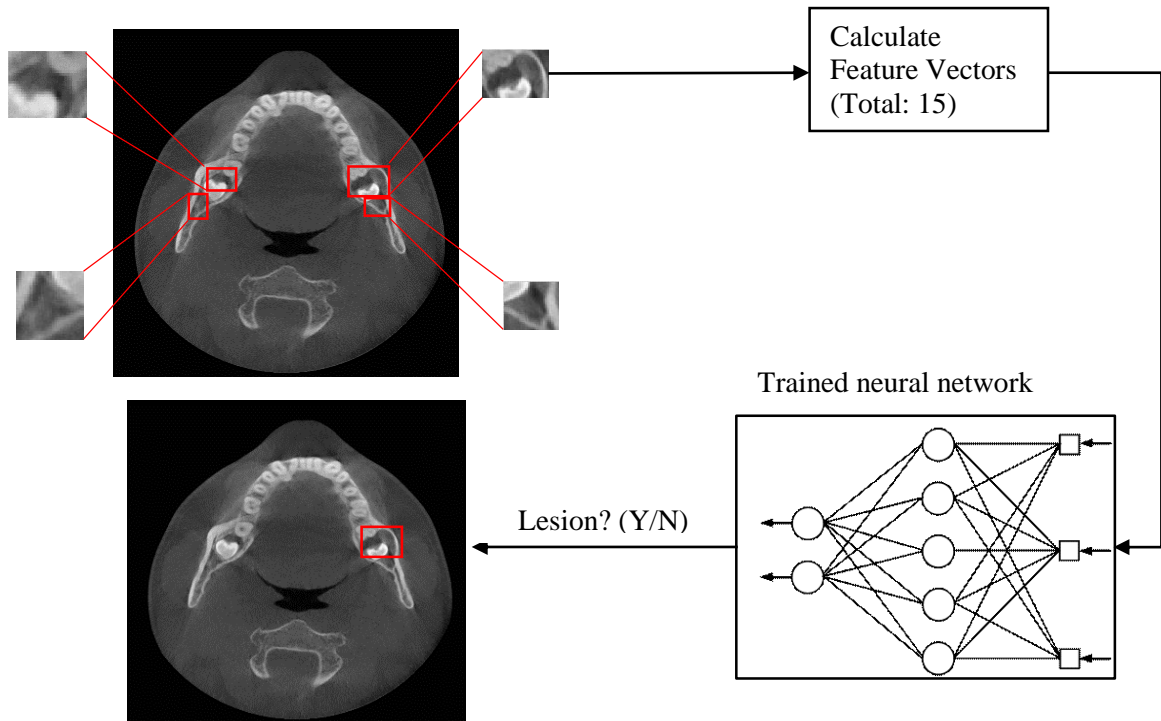 Calculate
Feature Vectors
(Total: 15)
Trained neural network
Lesion? (Y/N)